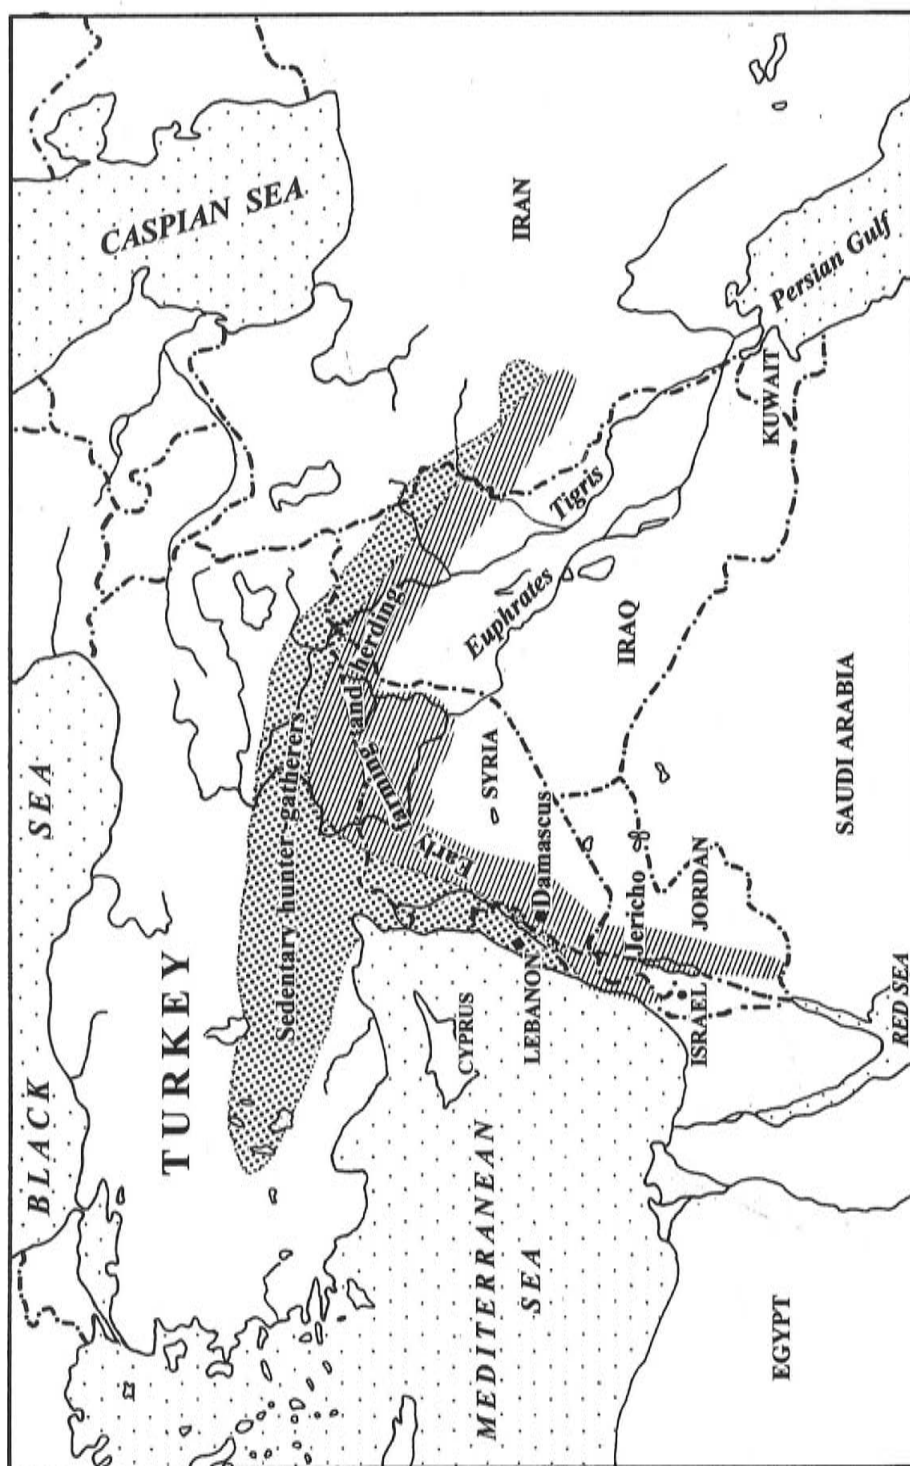 BLACK
SEA
CASPIAN SEA
TURKEY
Sedentary hunter-gatherers
Early farming and herding
IRAN
Tigris
Euphrates
CYPRUS
SYRIA
LEBANON
Damascus
IRAQ
Persian Gulf
KUWAIT
MEDITERRANEAN
SEA
Jericho
ISRAEL
JORDAN
EGYPT
SAUDI ARABIA
RED SEA